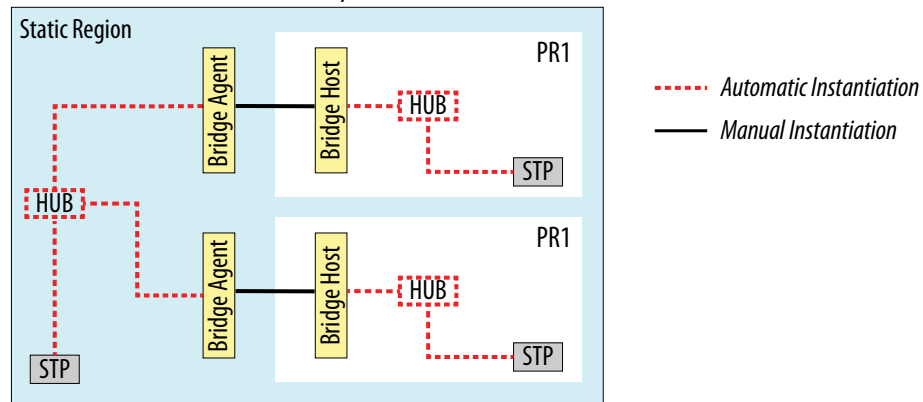 Static Region
PR1
Bridge Agent
Bridge Host
HUB
STP
Automatic Instantiation
Manual Instantiation
HUB
PR1
Bridge Agent
Bridge Host
HUB
STP
STP